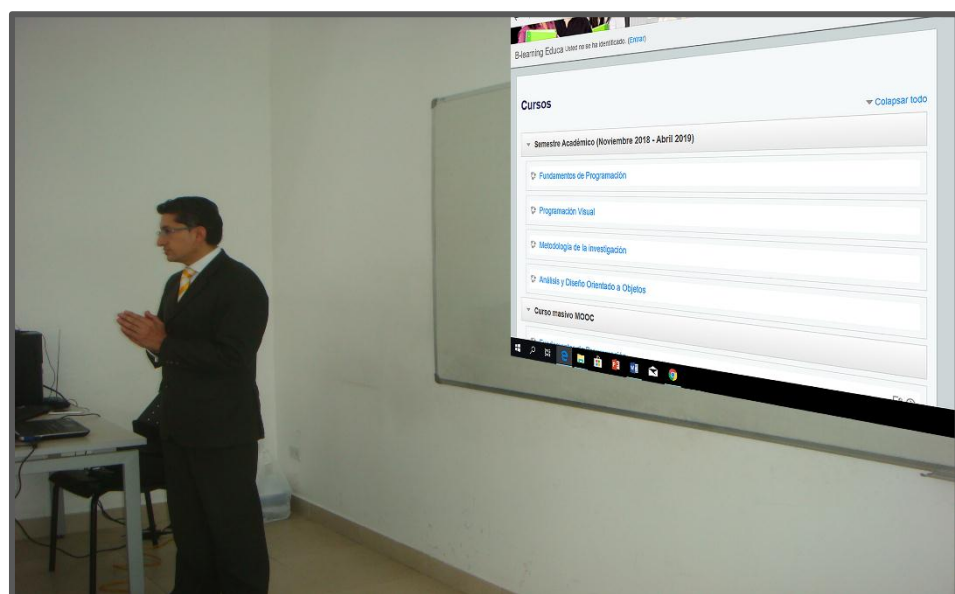 B-learning Educa Usted no se ha identificado. (Entrar)
Cursos
Colapsar todo
Semestre Académico (Noviembre 2018 - Abril 2019)
Fundamentos de Programación
Programación Visual
Metodología de la investigación
Análisis y Diseño Orientado a Objetos
Curso masivo MOOC